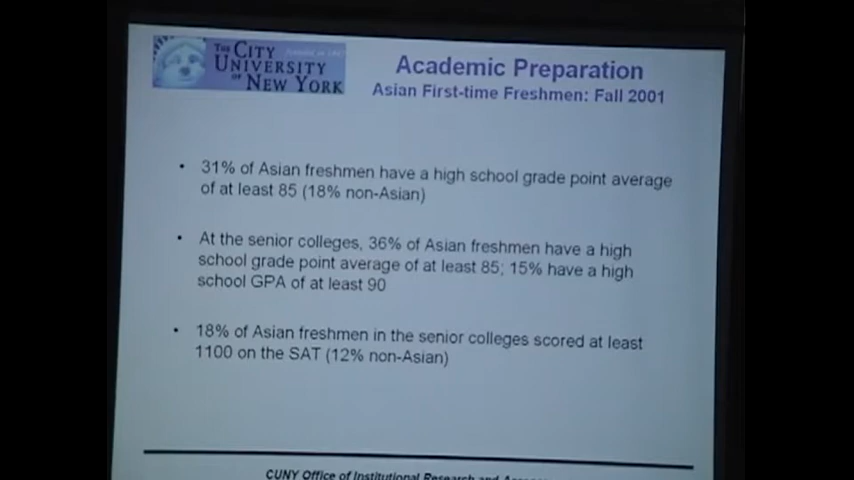 THE CITY
UNIVERSITY
OF NEW YORK
Academic Preparation
Asian First-time Freshmen: Fall 2001
• 31% of Asian freshmen have a high school grade point average
of at least 85 (18% non-Asian)
• At the senior colleges, 36% of Asian freshmen have a high
school grade point average of at least 85; 15% have a high
school GPA of at least 90
• 18% of Asian freshmen in the senior colleges scored at least
1100 on the SAT (12% non-Asian)
CUNY Office of Institutional Research and